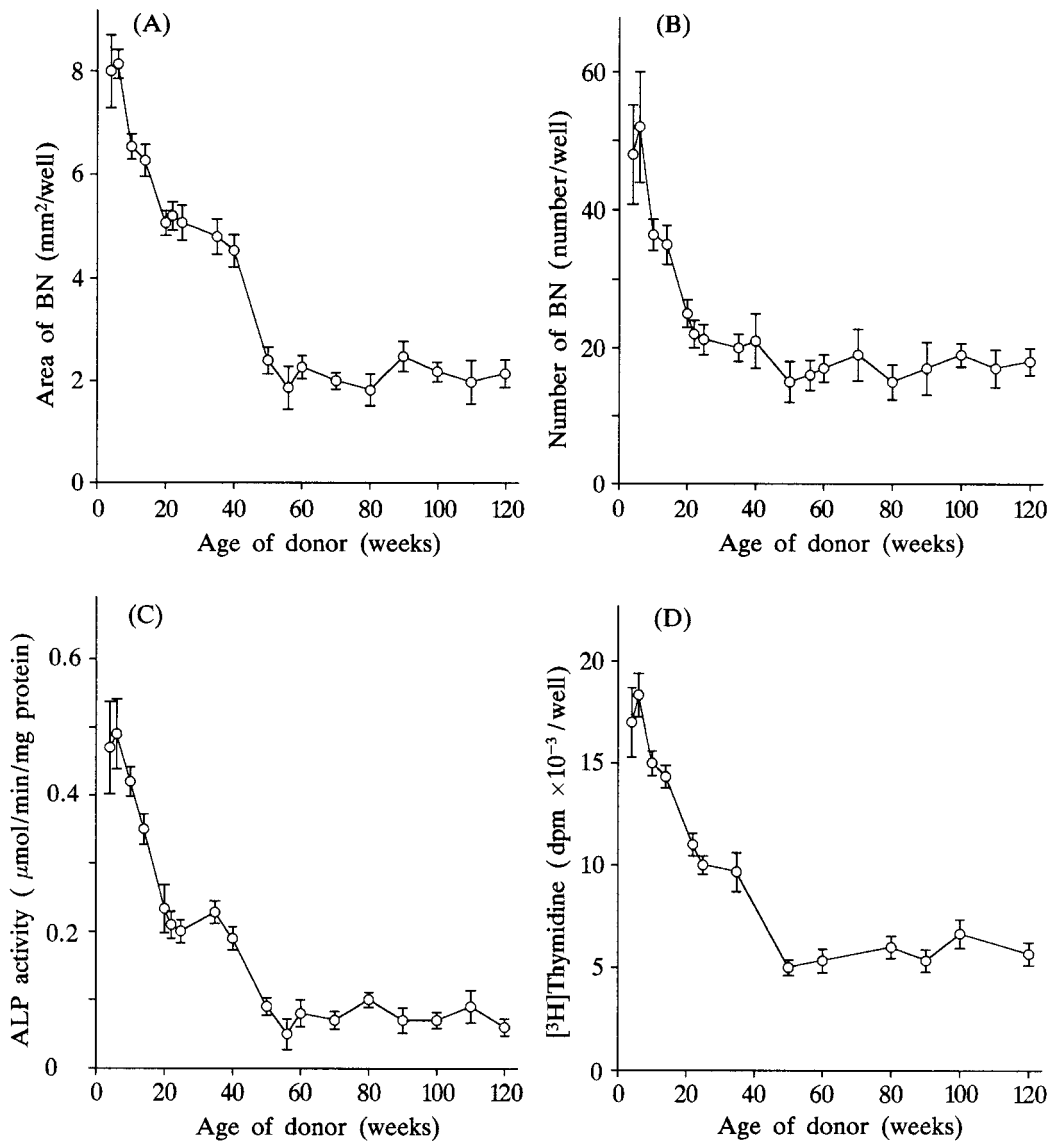 (A)
Area of BN (mm²/well)
8
6
4
2
0
0 20 40 60 80 100 120
Age of donor (weeks)
(B)
Number of BN (number/well)
60
40
20
0
0 20 40 60 80 100 120
Age of donor (weeks)
(C)
ALP activity ( μmol/min/mg protein)
0.6
0.4
0.2
0
0 20 40 60 80 100 120
Age of donor (weeks)
(D)
[³H]Thymidine ( dpm ×10⁻³ /well)
20
15
10
5
0
0 20 40 60 80 100 120
Age of donor (weeks)